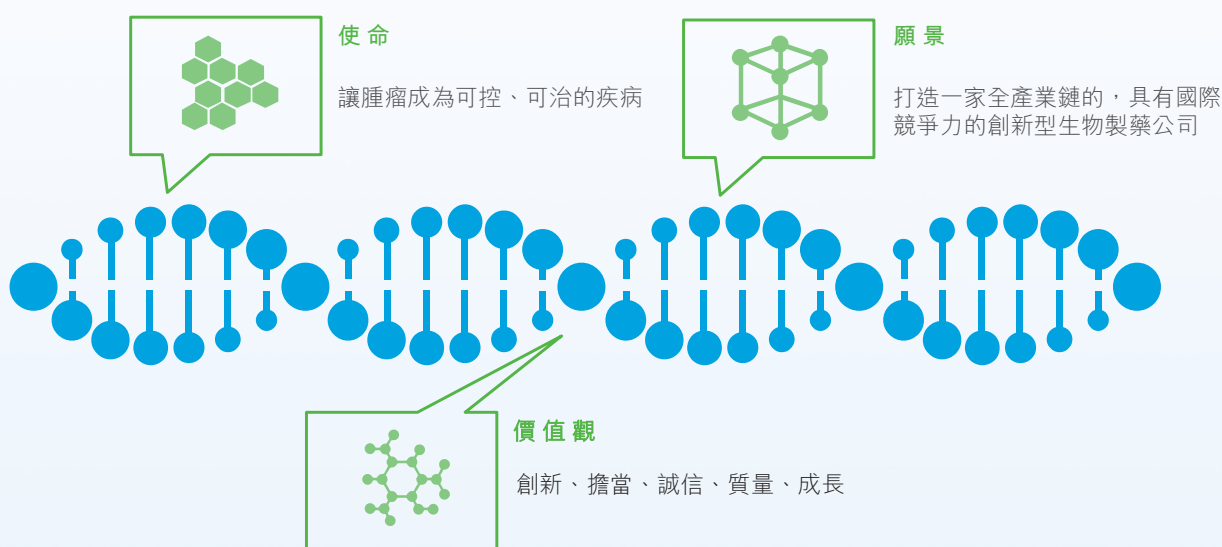 使命
讓腫瘤成為可控、可治的疾病
願景
打造一家全產業鏈的，具有國際
競爭力的創新型生物製藥公司
價值觀
創新、擔當、誠信、質量、成長